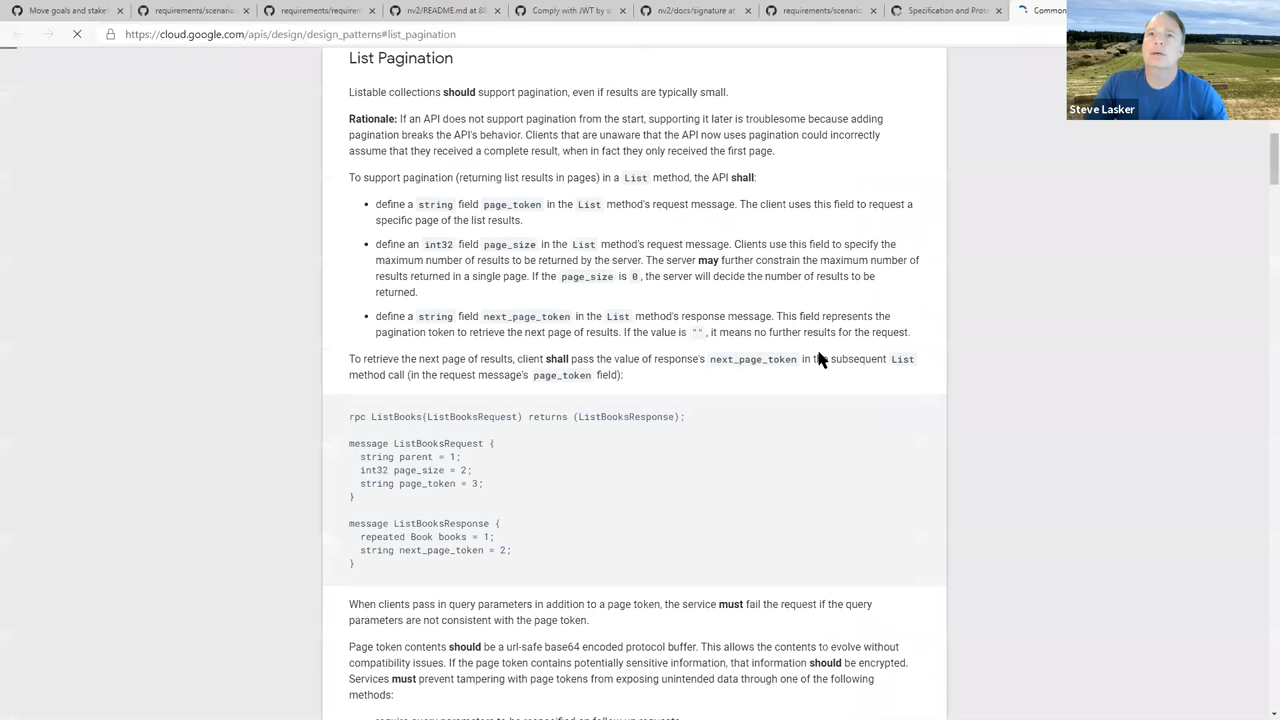 Move goals and stakeh
requirements/scenario
requirements/requirem
nv2/README.md at 85
Comply with JWT by s
nv2/docs/signature at
requirements/scenario
Specification and Proto
Common
https://cloud.google.com/apis/design/design_patterns#list_pagination
Steve Lasker
List Pagination
Listable collections should support pagination, even if results are typically small.
Rationale: If an API does not support pagination from the start, supporting it later is troublesome because adding
pagination breaks the API's behavior. Clients that are unaware that the API now uses pagination could incorrectly
assume that they received a complete result, when in fact they only received the first page.
To support pagination (returning list results in pages) in a List method, the API shall:
• define a string field page_token in the List method's request message. The client uses this field to request a
specific page of the list results.
• define an int32 field page_size in the List method's request message. Clients use this field to specify the
maximum number of results to be returned by the server. The server may further constrain the maximum number of
results returned in a single page. If the page_size is 0, the server will decide the number of results to be
returned.
• define a string field next_page_token in the List method's response message. This field represents the
pagination token to retrieve the next page of results. If the value is "", it means no further results for the request.
To retrieve the next page of results, client shall pass the value of response's next_page_token in the subsequent List
method call (in the request message's page_token field):
rpc ListBooks(ListBooksRequest) returns (ListBooksResponse);
message ListBooksRequest {
string parent = 1;
int32 page_size = 2;
string page_token = 3;
}
message ListBooksResponse {
repeated Book books = 1;
string next_page_token = 2;
}
When clients pass in query parameters in addition to a page token, the service must fail the request if the query
parameters are not consistent with the page token.
Page token contents should be a url-safe base64 encoded protocol buffer. This allows the contents to evolve without
compatibility issues. If the page token contains potentially sensitive information, that information should be encrypted.
Services must prevent tampering with page tokens from exposing unintended data through one of the following
methods:
• require query parameters to be respecified on follow up requests.